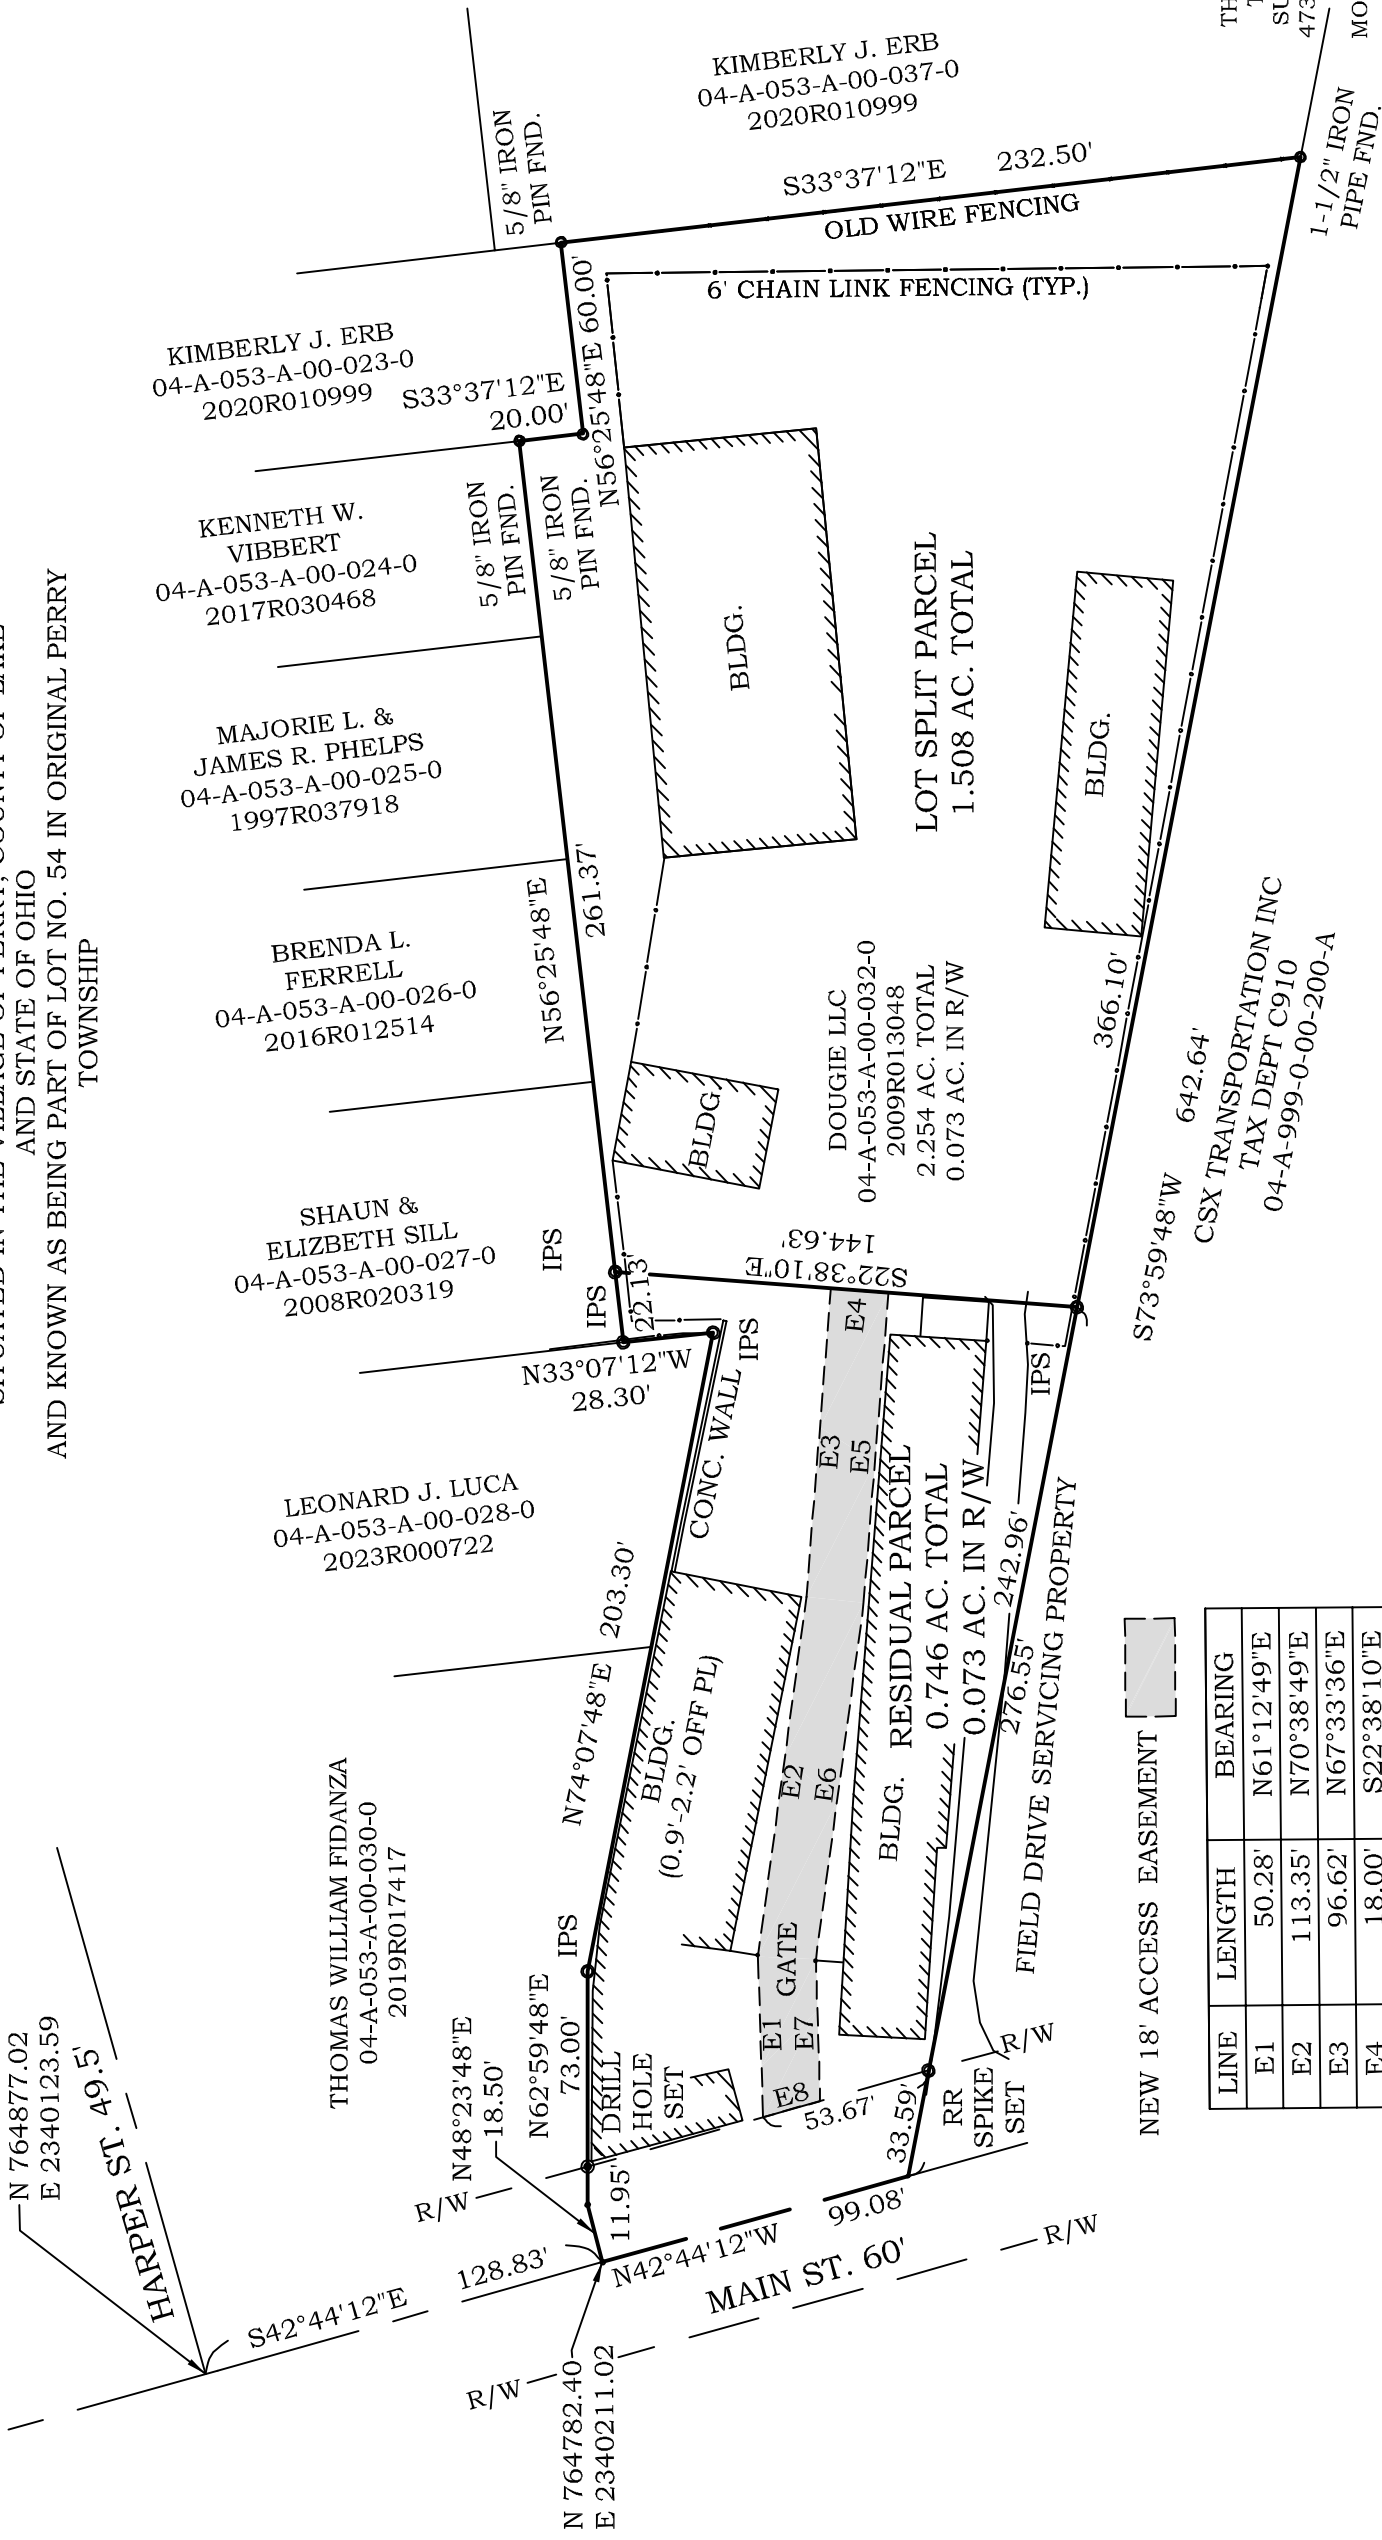 AND STATE OF OHIO
AND KNOWN AS BEING PART OF LOT NO. 54 IN ORIGINAL PERRY
TOWNSHIP
N 764877.02
E 2340123.59
HARPER ST. 49.5'
S42°44'12"E
128.83'
N 764782.40
E 2340211.02
R/W
R/W
MAIN ST. 60'
R/W
N42°44'12"W
99.08'
THOMAS WILLIAM FIDANZA
04-A-053-A-00-030-0
2019R017417
N48°23'48"E
18.50'
N62°59'48"E
73.00'
11.95'
DRILL
HOLE
SET
IPS
LEONARD J. LUCA
04-A-053-A-00-028-0
2023R000722
N74°07'48"E
203.30'
N33°07'12"W
28.30'
22.13'
CONC. WALL
IPS
IPS
IPS
SHAUN &
ELIZBETH SILL
04-A-053-A-00-027-0
2008R020319
BRENDA L.
FERRELL
04-A-053-A-00-026-0
2016R012514
MAJORIE L. &
JAMES R. PHELPS
04-A-053-A-00-025-0
1997R037918
KENNETH W.
VIBBERT
04-A-053-A-00-024-0
2017R030468
KIMBERLY J. ERB
04-A-053-A-00-023-0
2020R010999
N56°25'48"E
261.37'
5/8" IRON
PIN FND.
5/8" IRON
PIN FND.
S33°37'12"E
20.00'
N56°25'48"E 60.00'
5/8" IRON
PIN FND.
KIMBERLY J. ERB
04-A-053-A-00-037-0
2020R010999
S33°37'12"E
232.50'
OLD WIRE FENCING
6' CHAIN LINK FENCING (TYP.)
1-1/2" IRON
PIPE FND.
BLDG.
BLDG.
BLDG.
LOT SPLIT PARCEL
1.508 AC. TOTAL
DOUGIE LLC
04-A-053-A-00-032-0
2009R013048
2.254 AC. TOTAL
0.073 AC. IN R/W
S22°38'10"E
144.63'
366.10'
S73°59'48"W
642.64'
CSX TRANSPORTATION INC
TAX DEPT C910
04-A-999-0-00-200-A
IPS
BLDG.
(0.9'-2.2' OFF PL)
E1
E2
E3
E4
E5
E6
E7
E8
GATE
BLDG.
RESIDUAL PARCEL
0.746 AC. TOTAL
0.073 AC. IN R/W
242.96'
276.55'
FIELD DRIVE SERVICING PROPERTY
53.67'
33.59'
RR
SPIKE
SET
R/W
NEW 18' ACCESS EASEMENT
LINE LENGTH BEARING
E1 50.28' N61°12'49"E
E2 113.35' N70°38'49"E
E3 96.62' N67°33'36"E
E4 18.00' S22°38'10"E